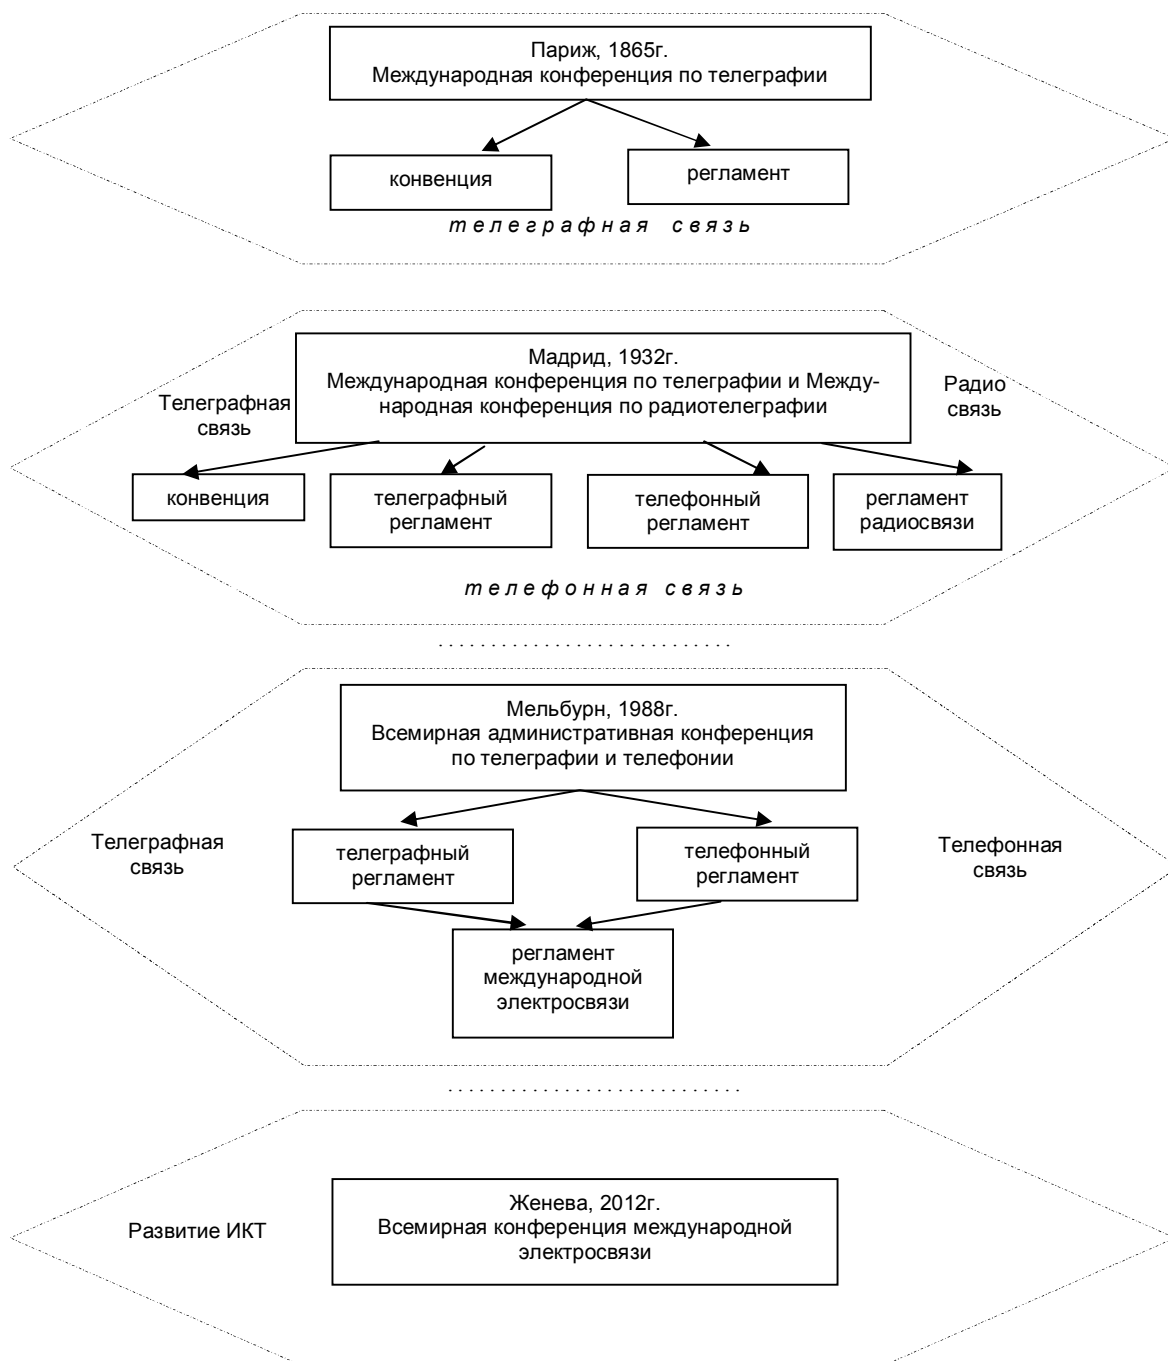 Париж, 1865г.
Международная конференция по телеграфии
конвенция
регламент
телеграфная связь
Мадрид, 1932г.
Международная конференция по телеграфии и Между-
народная конференция по радиотелеграфии
Телеграфная
связь
Радио
связь
конвенция
телеграфный
регламент
телефонный
регламент
регламент
радиосвязи
телефонная связь
Мельбурн, 1988г.
Всемирная административная конференция
по телеграфии и телефонии
Телеграфная
связь
телеграфный
регламент
телефонный
регламент
Телефонная
связь
регламент
международной
электросвязи
Женева, 2012г.
Всемирная конференция международной
электросвязи
Развитие ИКТ